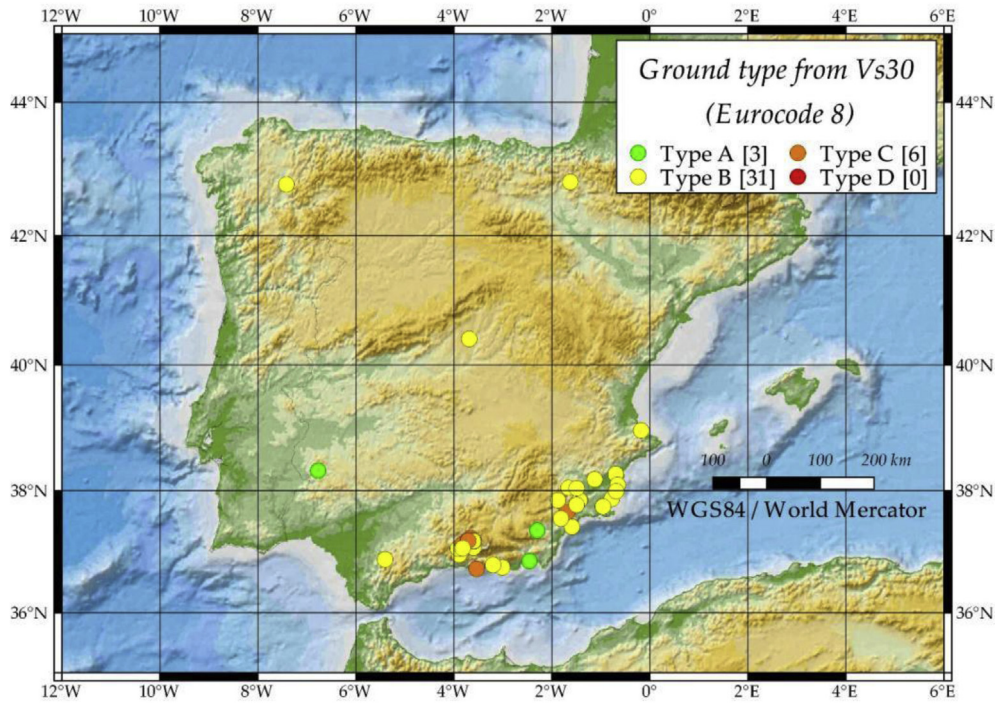 12°W 10°W 8°W 6°W 4°W 2°W 0° 2°E 4°E 6°E
Ground type from Vs30
(Eurocode 8)
Type A [3] Type C [6]
Type B [31] Type D [0]
44°N 44°N
42°N 42°N
40°N 40°N
100 0 100 200 km
38°N 38°N
WGS84 / World Mercator
36°N 36°N
12°W 10°W 8°W 6°W 4°W 2°W 0° 2°E 4°E 6°E